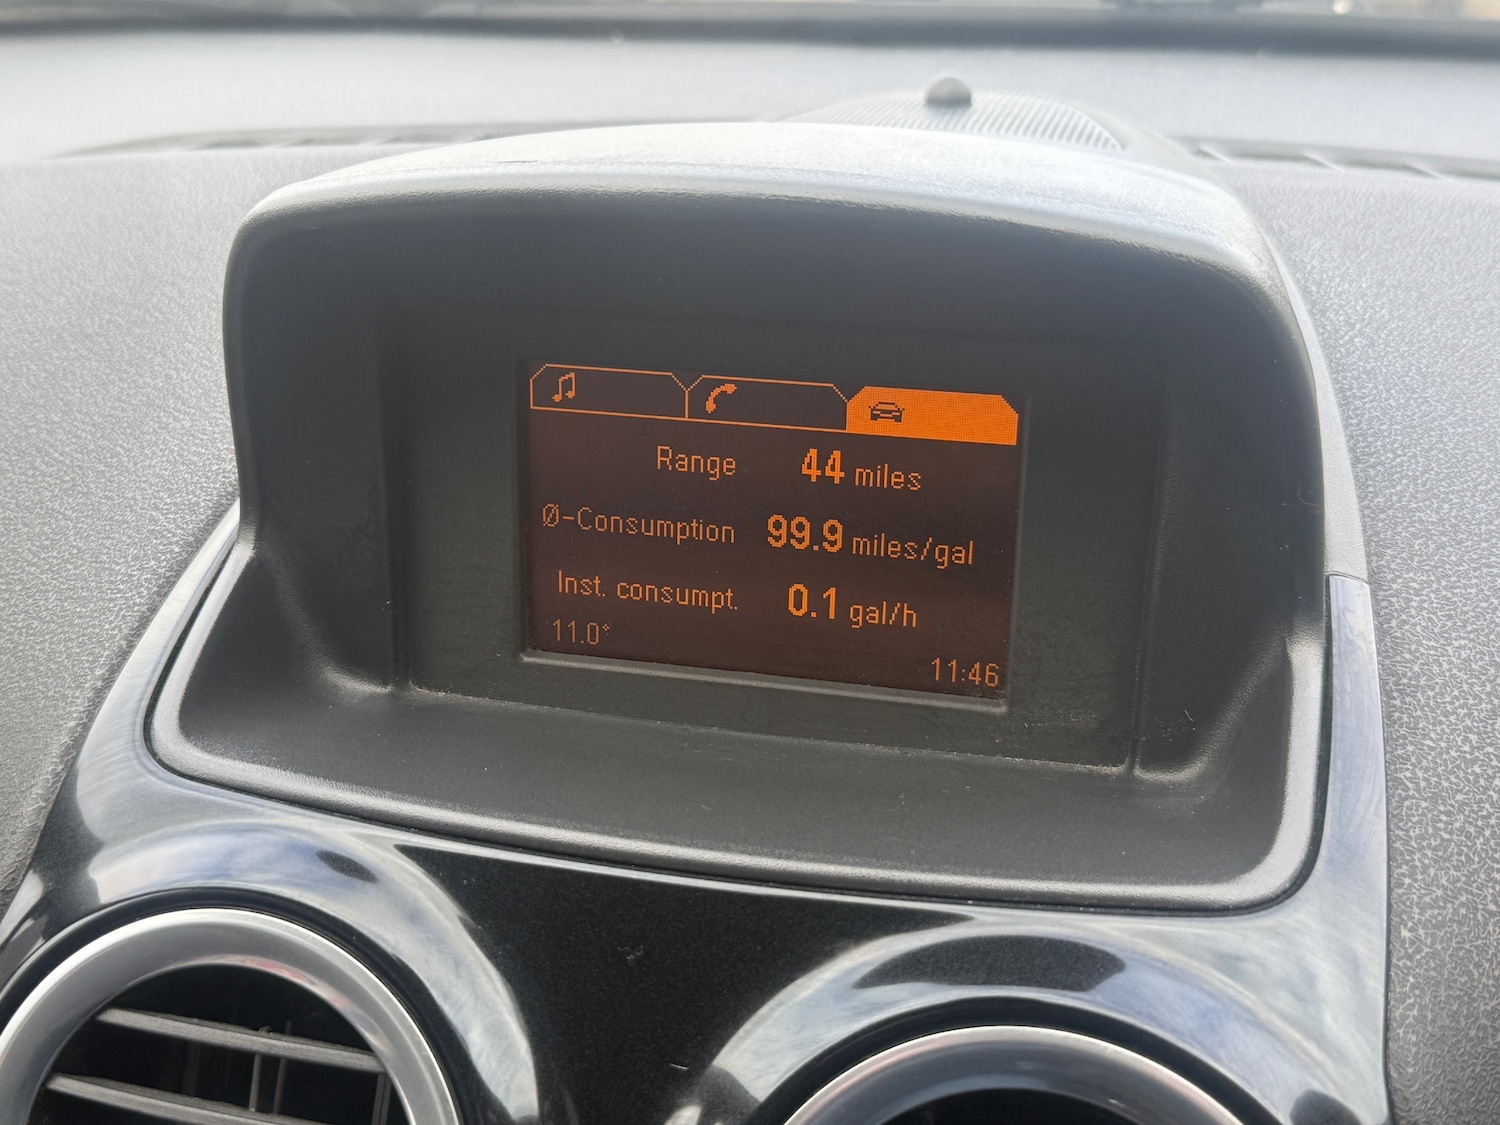 Range 44 miles
Ø-Consumption 99.9 miles/gal
Inst. consumpt. 0.1 gal/h
11.0°
11:46